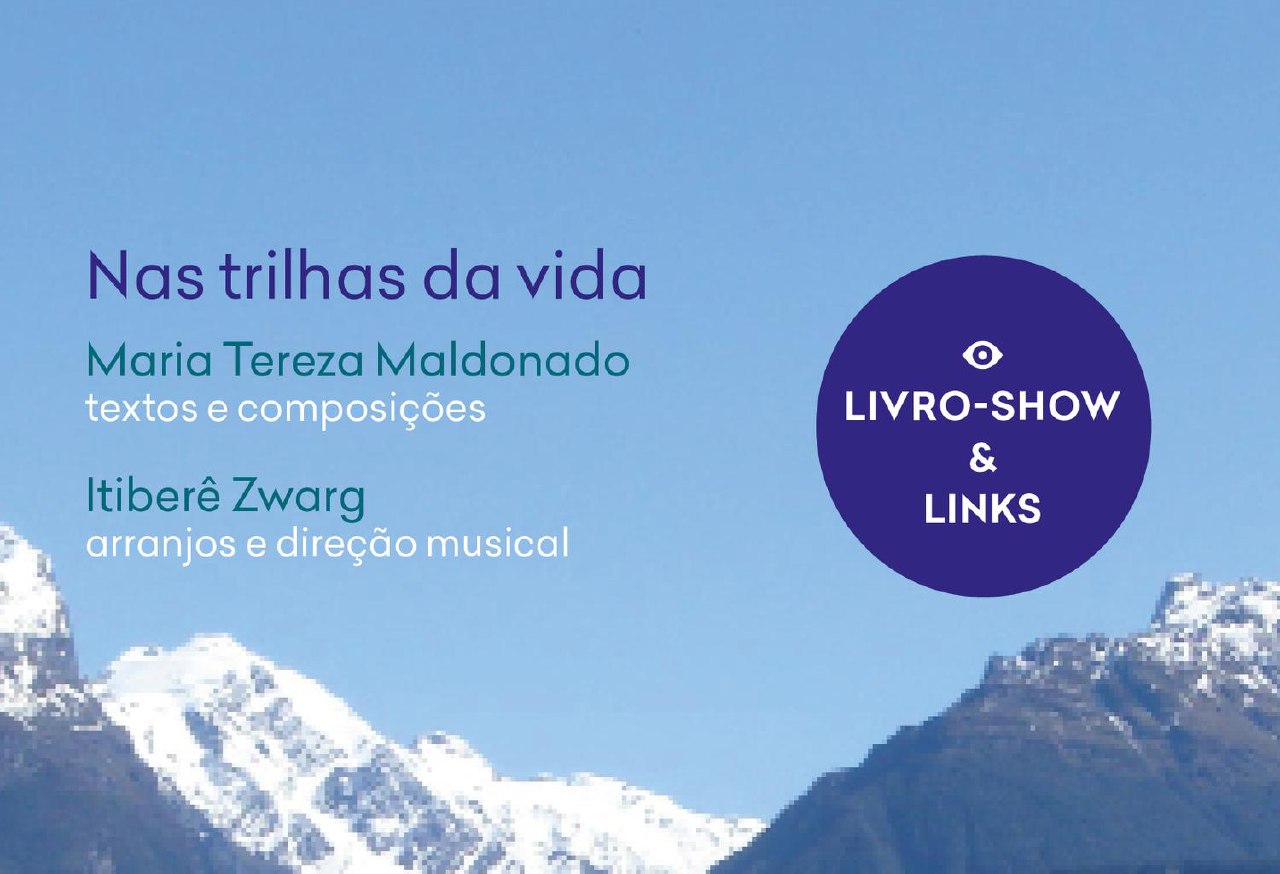 Nas trilhas da vida
Maria Tereza Maldonado
textos e composições
Itiberê Zwarg
arranjos e direção musical
LIVRO-SHOW
&
LINKS